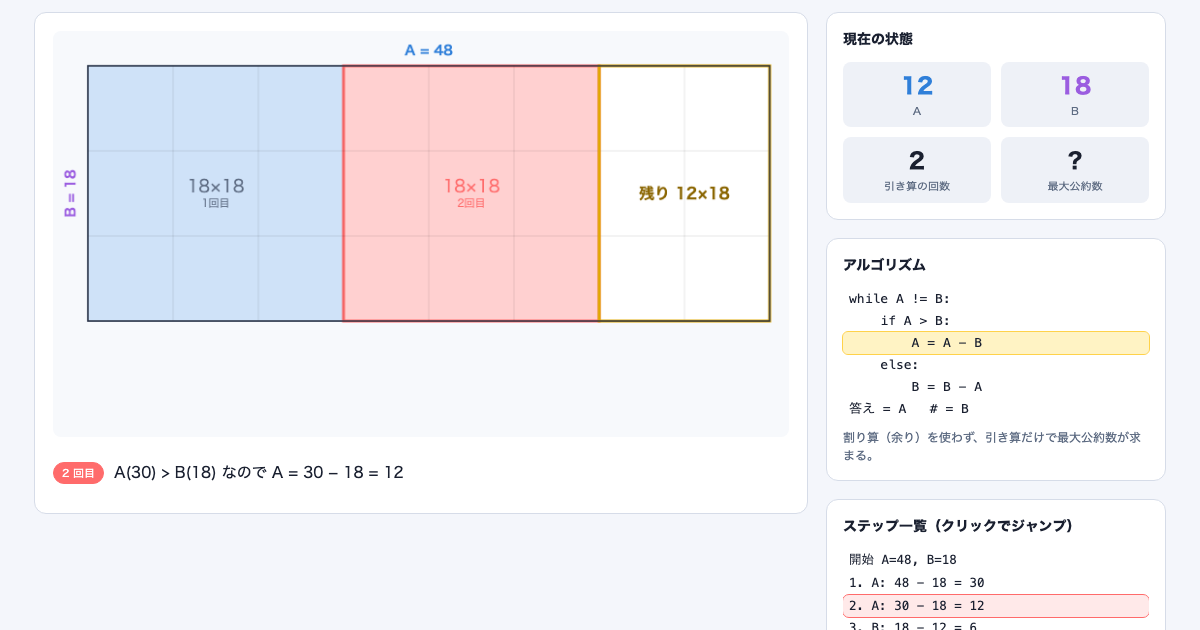 A = 48
B = 18
18×18
1回目
18×18
2回目
残り 12×18
2 回目 A(30) > B(18) なので A = 30 − 18 = 12
現在の状態
12
A
18
B
2
引き算の回数
?
最大公約数
アルゴリズム
while A != B:
if A > B:
A = A − B
else:
B = B − A
答え = A # = B
割り算（余り）を使わず、引き算だけで最大公約数が求
まる。
ステップ一覧（クリックでジャンプ）
開始 A=48, B=18
1. A: 48 − 18 = 30
2. A: 30 − 18 = 12
3. B: 18 − 12 = 6